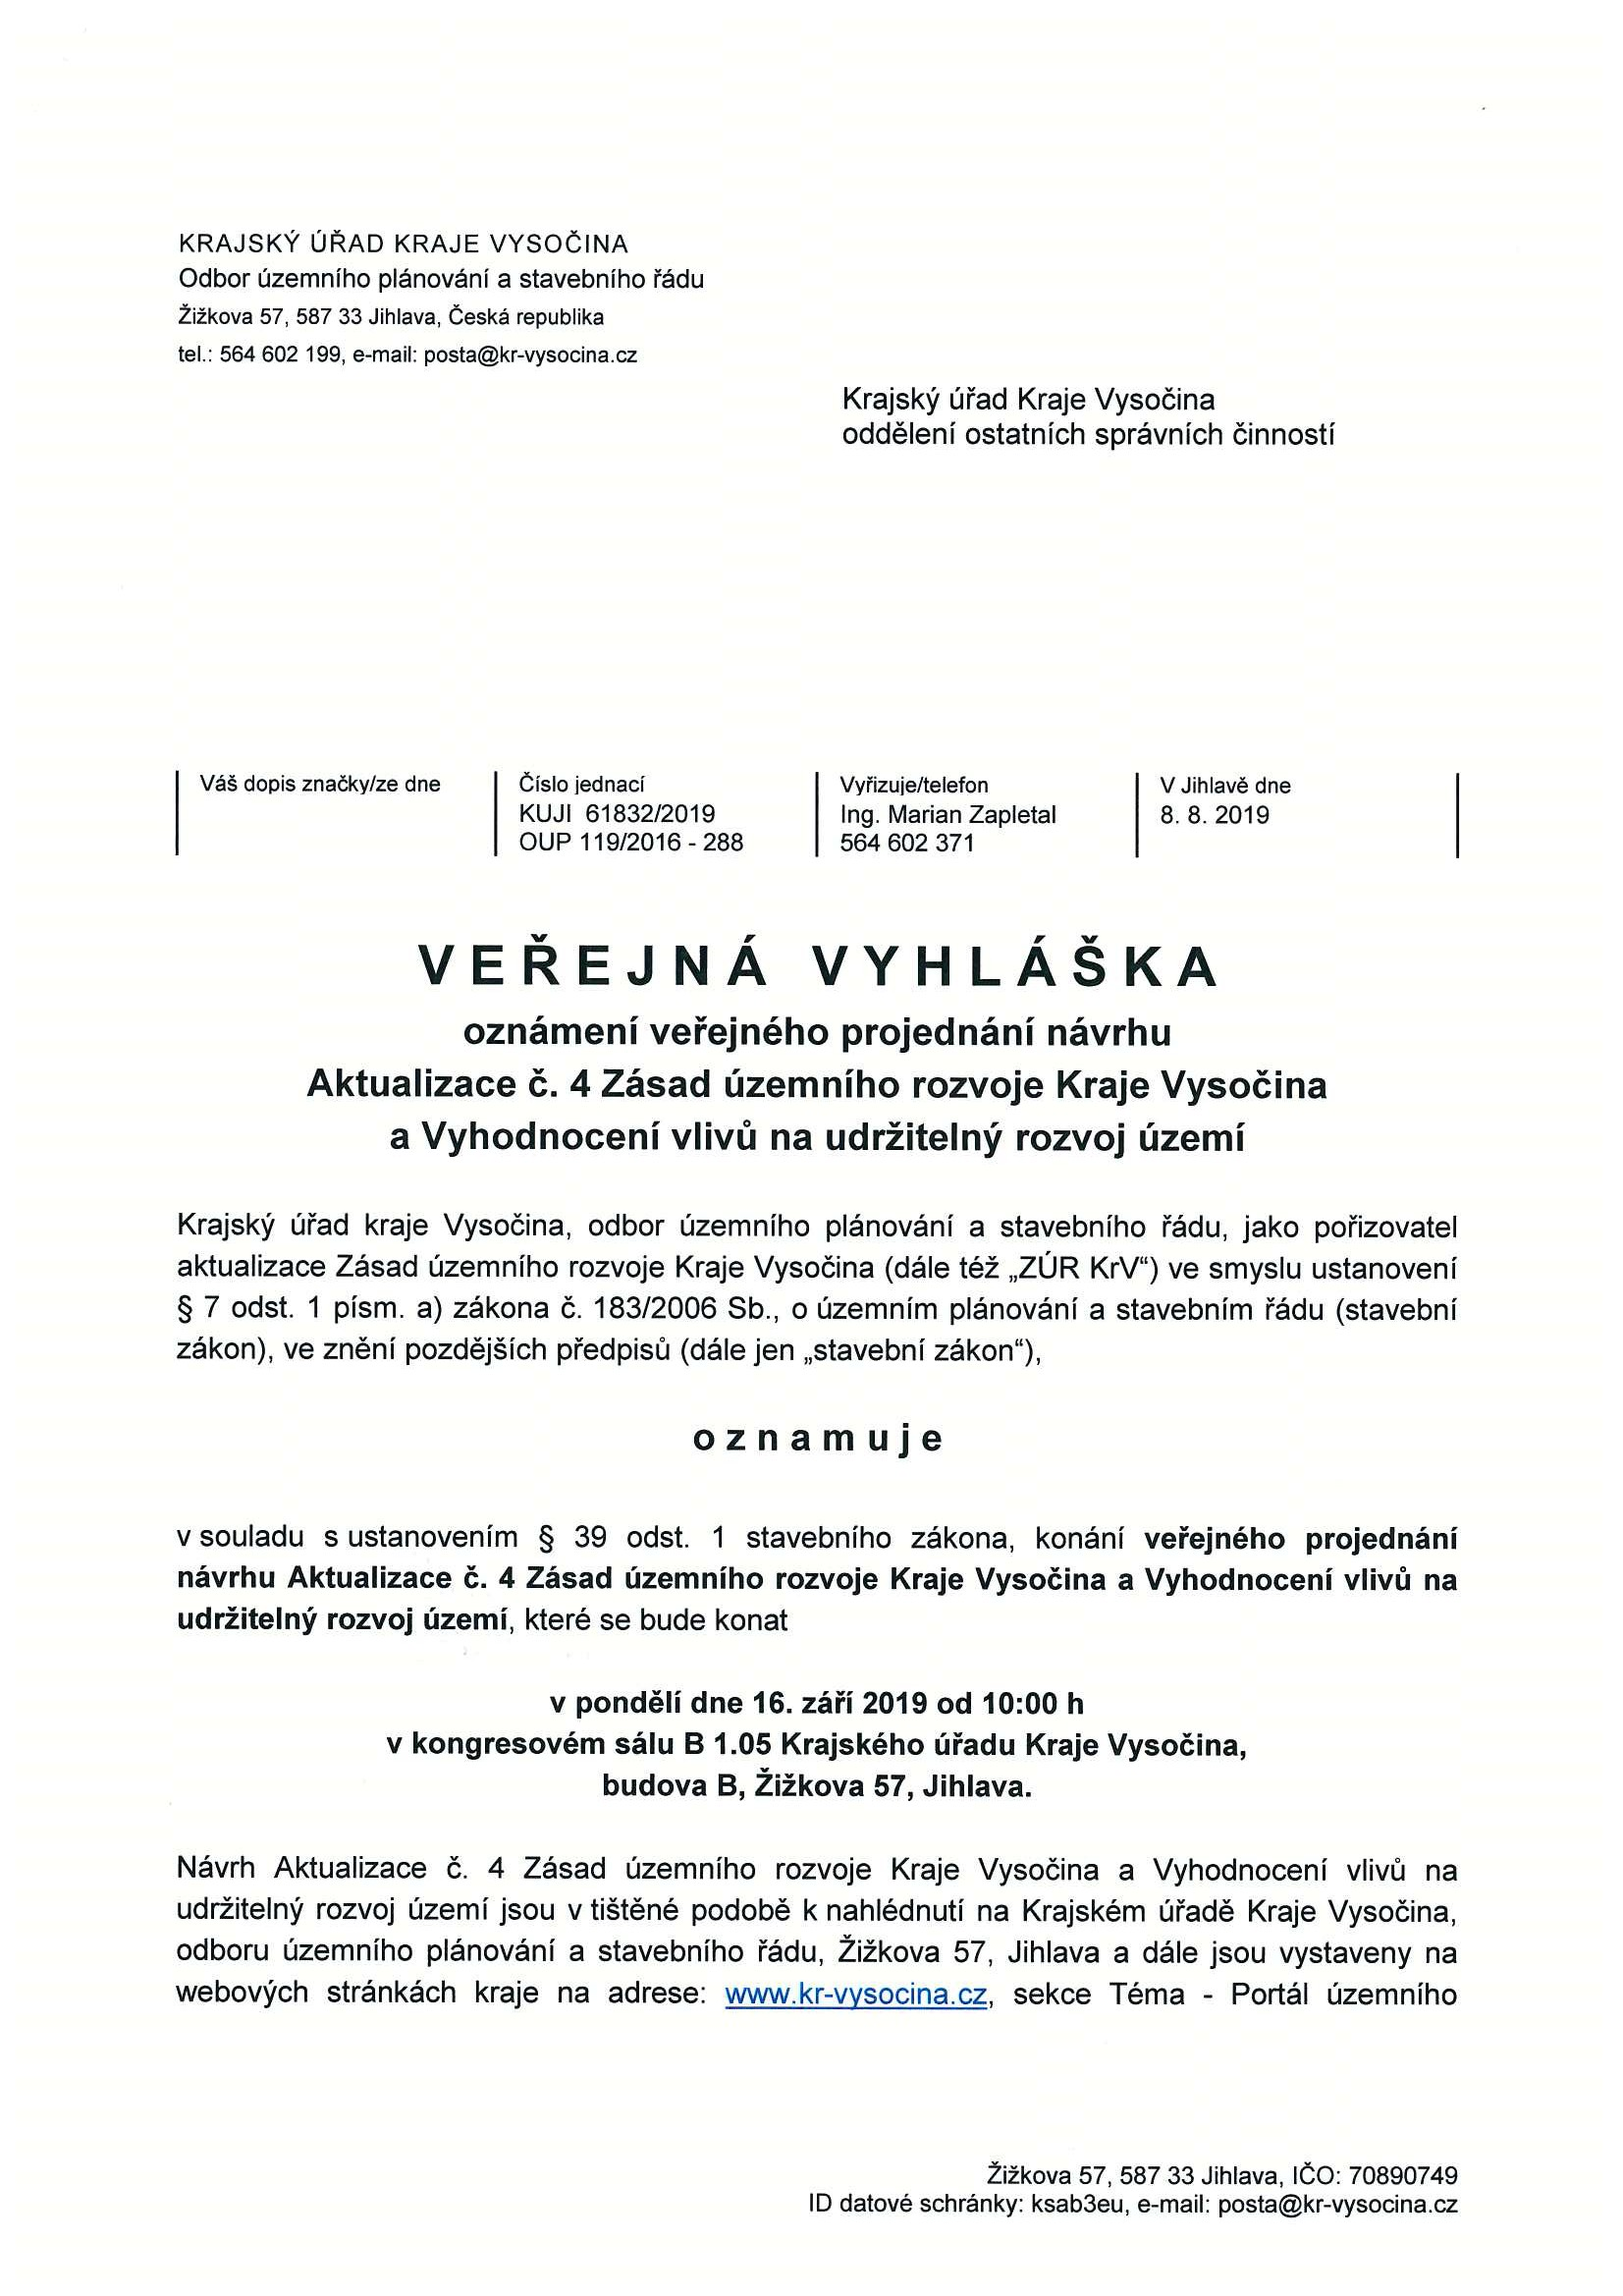 KRAJSKÝ ÚŘAD KRAJE VYSOČINA
Odbor územního plánování a stavebního řádu
Žižkova 57, 587 33 Jihlava, Česká republika
tel.: 564 602 199, e-mail: posta@kr-vysocina.cz
Krajský úřad Kraje Vysočina
oddělení ostatních správních činností
Váš dopis značky/ze dne
Číslo jednací
KUJI 61832/2019
OUP 119/2016 - 288
Vyřizuje/telefon
Ing. Marian Zapletal
564 602 371
V Jihlavě dne
8. 8. 2019
VEŘEJNÁ VYHLÁŠKA
oznámení veřejného projednání návrhu
Aktualizace č. 4 Zásad územního rozvoje Kraje Vysočina
a Vyhodnocení vlivů na udržitelný rozvoj území
Krajský úřad kraje Vysočina, odbor územního plánování a stavebního řádu, jako pořizovatel
aktualizace Zásad územního rozvoje Kraje Vysočina (dále též „ZÚR KrV“) ve smyslu ustanovení
§ 7 odst. 1 písm. a) zákona č. 183/2006 Sb., o územním plánování a stavebním řádu (stavební
zákon), ve znění pozdějších předpisů (dále jen „stavební zákon“),
oznamuje
v souladu s ustanovením § 39 odst. 1 stavebního zákona, konání veřejného projednání
návrhu Aktualizace č. 4 Zásad územního rozvoje Kraje Vysočina a Vyhodnocení vlivů na
udržitelný rozvoj území, které se bude konat
v pondělí dne 16. září 2019 od 10:00 h
v kongresovém sálu B 1.05 Krajského úřadu Kraje Vysočina,
budova B, Žižkova 57, Jihlava.
Návrh Aktualizace č. 4 Zásad územního rozvoje Kraje Vysočina a Vyhodnocení vlivů na
udržitelný rozvoj území jsou v tištěné podobě k nahlédnutí na Krajském úřadě Kraje Vysočina,
odboru územního plánování a stavebního řádu, Žižkova 57, Jihlava a dále jsou vystaveny na
webových stránkách kraje na adrese: www.kr-vysocina.cz, sekce Téma - Portál územního
Žižkova 57, 587 33 Jihlava, IČO: 70890749
ID datové schránky: ksab3eu, e-mail: posta@kr-vysocina.cz